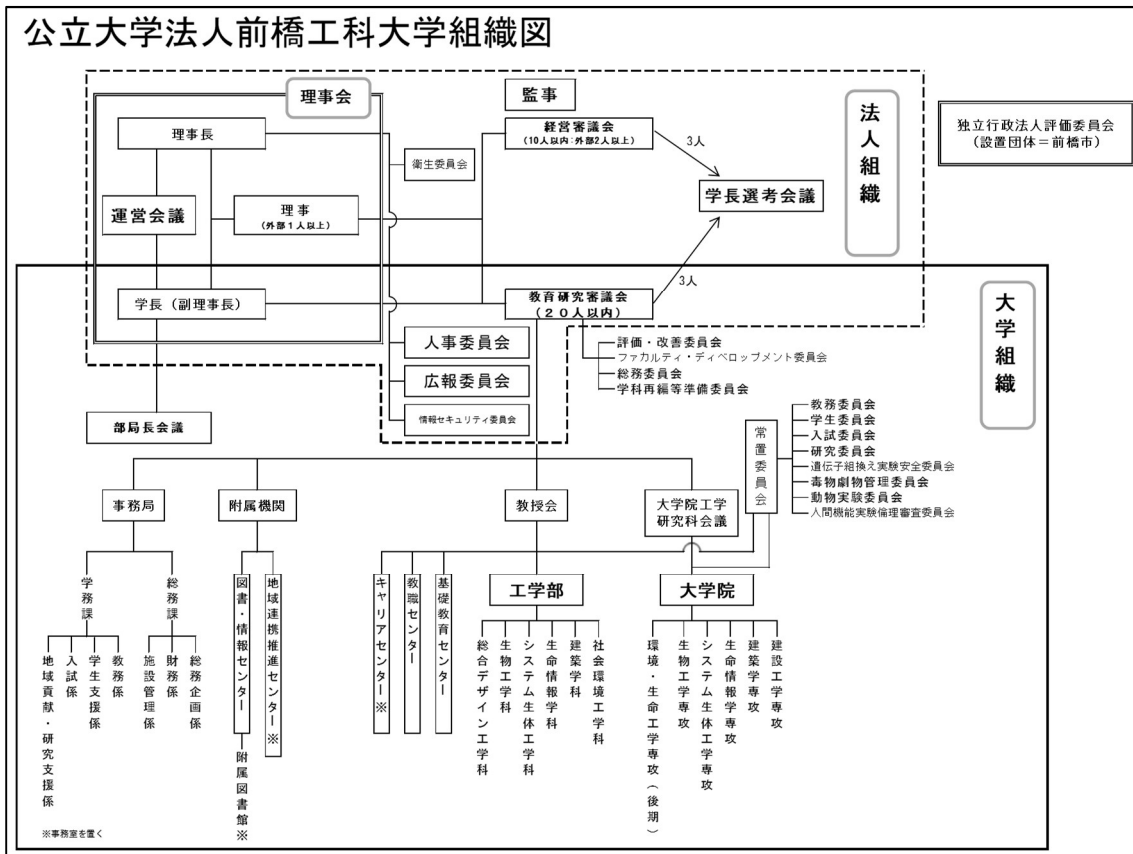 公立大学法人前橋工科大学組織図
理事会
監事
法人組織
独立行政法人評価委員会
(設置団体=前橋市)
理事長
経営審議会
(10人以内:外部2人以上)
3人
衛生委員会
学長選考会議
運営会議
理事
(外部1人以上)
3人
学長(副理事長)
教育研究審議会
(20人以内)
大学組織
人事委員会
広報委員会
情報セキュリティ委員会
評価・改善委員会
ファカルティ・ディベロップメント委員会
総務委員会
学科再編等準備委員会
部局長会議
常置委員会
教務委員会
学生委員会
入試委員会
研究委員会
遺伝子組換え実験安全委員会
毒物劇物管理委員会
動物実験委員会
人間機能実験倫理審査委員会
事務局
附属機関
教授会
大学院工学
研究科会議
学務課
総務課
図書・情報センター
地域連携推進センター※
キャリアセンター※
教職センター
基礎教育センター
工学部
大学院
地域貢献・研究支援係
入試係
学生支援係
教務係
施設管理係
財務係
総務企画係
附属図書館※
総合デザイン工学科
生物工学科
システム生体工学科
生命情報学科
建築学科
社会環境工学科
環境・生命工学専攻(後期)
生物工学専攻
システム生体工学専攻
生命情報学専攻
建築学専攻
建設工学専攻
※事務室を置く